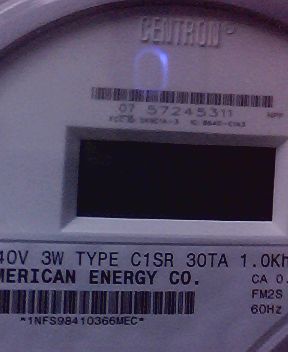 CENTRON
07 57245311
40V 3W TYPE C1SR 30TA 1.0Kh
MERICAN ENERGY CO.
CA 0.
FM2S
60Hz
*1NFS98410366MEC*